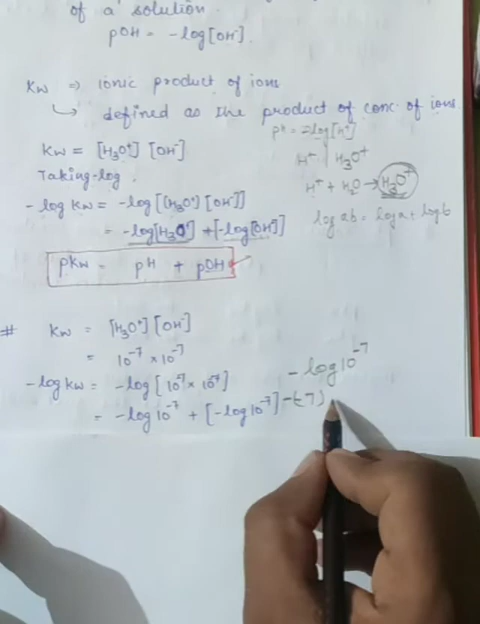 of a solution.
pOH = -log[OH⁻].
Kw => ionic product of ions
↳ defined as the product of conc. of ions.
pH = -log[H⁺]
Kw = [H₃O⁺] [OH⁻]
H⁺ | H₃O⁺
Taking log.
H⁺ + H₂O → H₃O⁺
-log Kw = -log[[H₃O⁺] [OH⁻]]
log ab = log a + log b
= -log[H₃O⁺] + [-log[OH⁻]]
pKw = pH + pOH
# Kw = [H₃O⁺] [OH⁻]
= 10⁻⁷ × 10⁻⁷
- log 10⁻⁷
-log Kw = -log [10⁻⁷ × 10⁻⁷]
= -log 10⁻⁷ + [-log 10⁻⁷] -(-7)